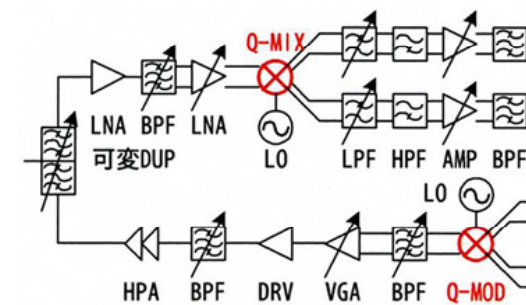 Q-MIX
LNA BPF LNA
可変DUP LO LPF HPF AMP BPF
LO
HPA BPF DRV VGA BPF Q-MOD